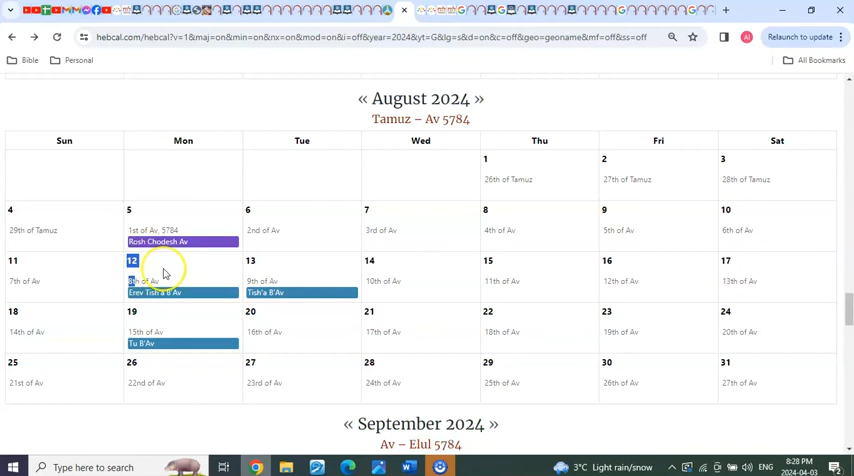 hebcal.com/hebcal?v=1&maj=on&min=on&nx=on&mod=on&i=off&year=2024&yt=G&lg=s&d=on&c=off&geo=geoname&mf=off&ss=off
AI
Relaunch to update
Bible
Personal
All Bookmarks
« August 2024 »
Tamuz – Av 5784
Sun Mon Tue Wed Thu Fri Sat
1 2 3
26th of Tamuz 27th of Tamuz 28th of Tamuz
4 5 6 7 8 9 10
29th of Tamuz 1st of Av, 5784 2nd of Av 3rd of Av 4th of Av 5th of Av 6th of Av
Rosh Chodesh Av
11 12 13 14 15 16 17
7th of Av 8th of Av 9th of Av 10th of Av 11th of Av 12th of Av 13th of Av
Erev Tish'a B'Av Tish'a B'Av
18 19 20 21 22 23 24
14th of Av 15th of Av 16th of Av 17th of Av 18th of Av 19th of Av 20th of Av
Tu B'Av
25 26 27 28 29 30 31
21st of Av 22nd of Av 23rd of Av 24th of Av 25th of Av 26th of Av 27th of Av
« September 2024 »
Av – Elul 5784
Type here to search
3°C Light rain/snow
ENG
8:28 PM
2024-04-03
2